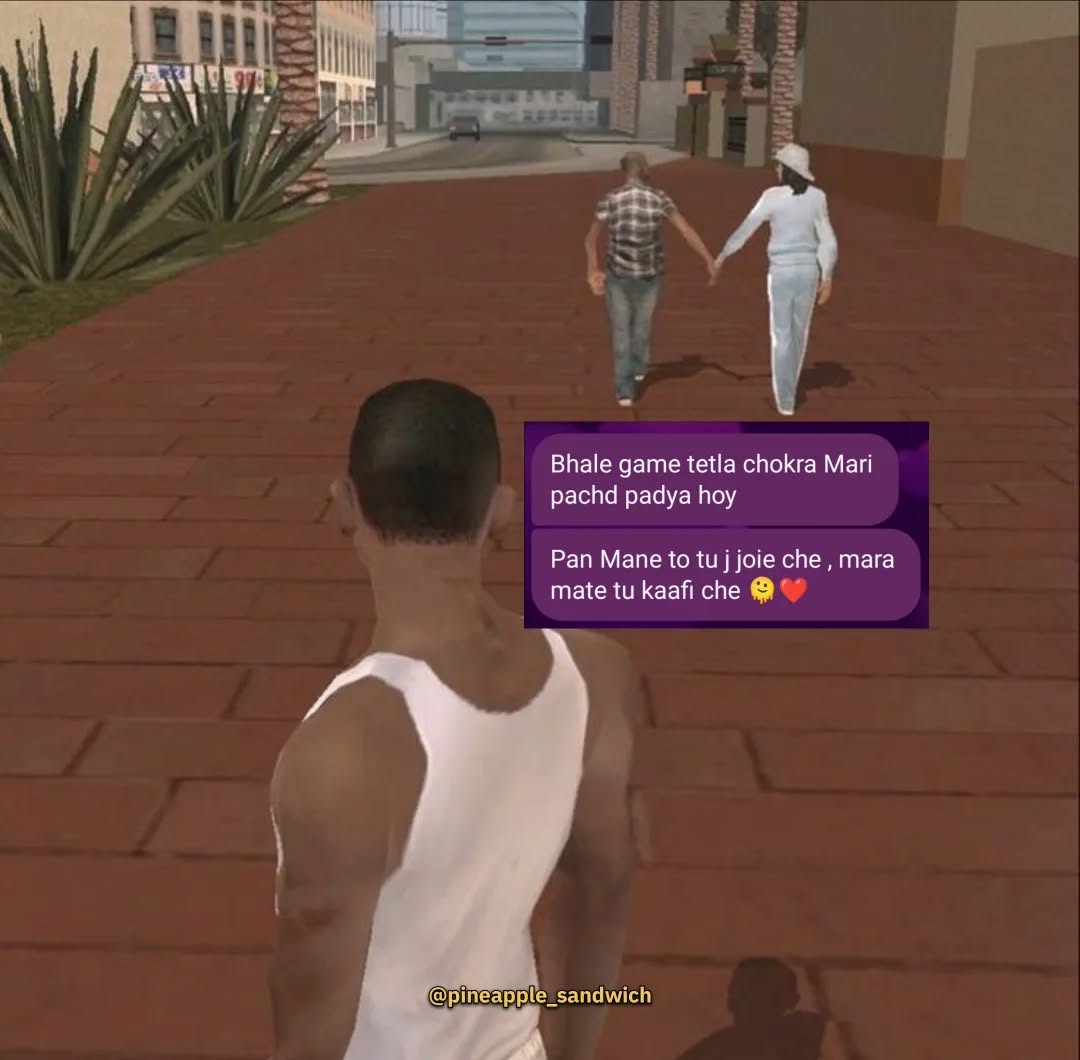 Bhale game tetla chokra Mari
pachd padya hoy
Pan Mane to tu j joie che , mara
mate tu kaafi che 🫠❤️
@pineapple_sandwich